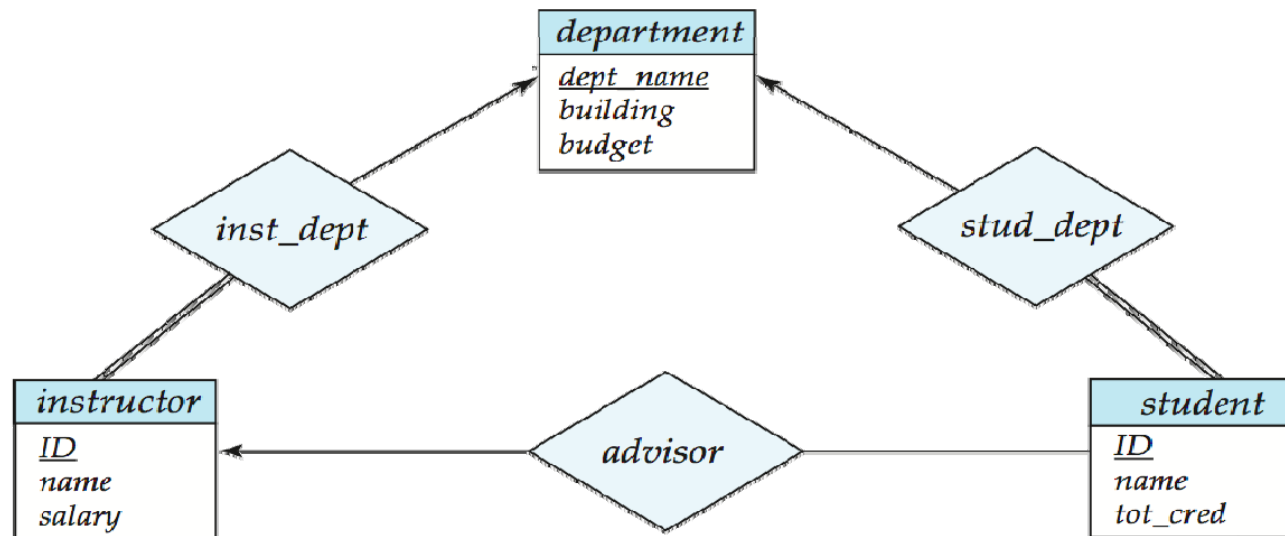 department
dept_name
building
budget
inst_dept
stud_dept
instructor
ID
name
salary
advisor
student
ID
name
tot_cred